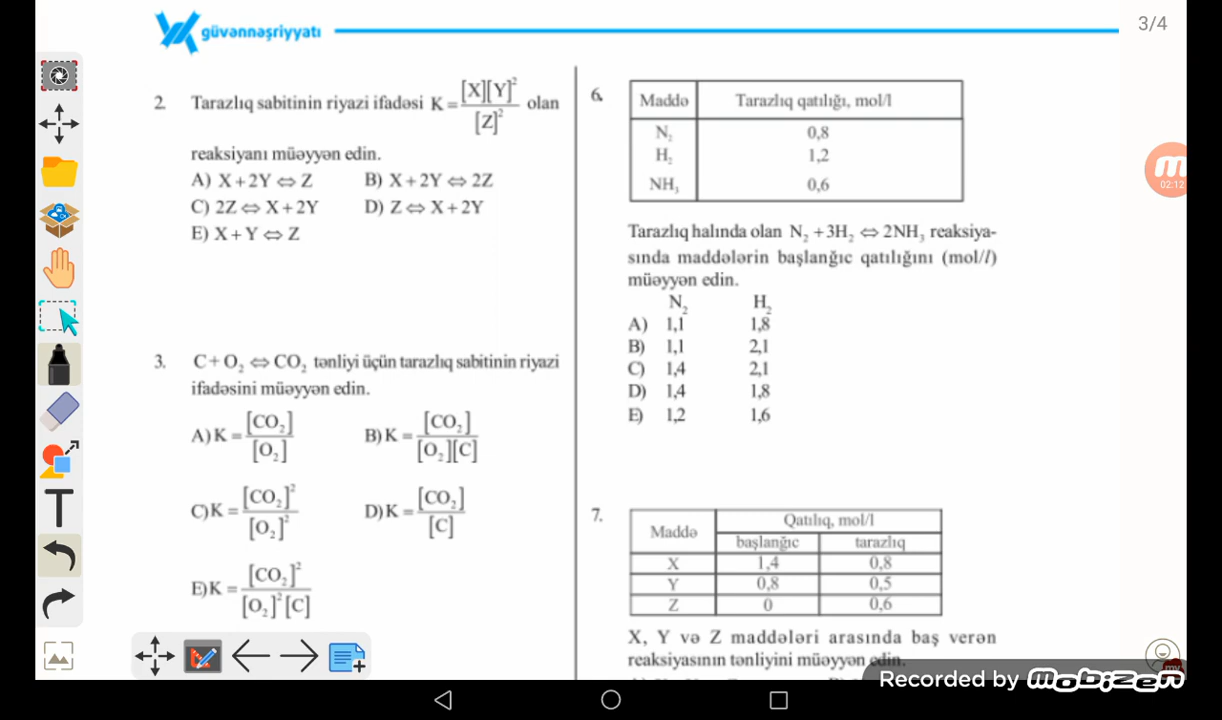 güvənnəşriyyatı
3/4
2. Tarazlıq sabitinin riyazi ifadəsi K = [X][Y]² / [Z]² olan
reaksiyanı müəyyən edin.
A) X + 2Y ⇔ Z B) X + 2Y ⇔ 2Z
C) 2Z ⇔ X + 2Y D) Z ⇔ X + 2Y
E) X + Y ⇔ Z
3. C + O₂ ⇔ CO₂ tənliyi üçün tarazlıq sabitinin riyazi
ifadəsini müəyyən edin.
A) K = [CO₂] / [O₂] B) K = [CO₂] / [O₂][C]
C) K = [CO₂]² / [O₂]² D) K = [CO₂] / [C]
E) K = [CO₂]² / [O₂]² [C]
6. Maddə Tarazlıq qatılığı, mol/l
N₂ 0,8
H₂ 1,2
NH₃ 0,6
Tarazlıq halında olan N₂ + 3H₂ ⇔ 2NH₃ reaksiya-
sında maddələrin başlanğıc qatılığını (mol/l)
müəyyən edin.
N₂ H₂
A) 1,1 1,8
B) 1,1 2,1
C) 1,4 2,1
D) 1,4 1,8
E) 1,2 1,6
7. Maddə Qatılıq, mol/l
başlanğıc tarazlıq
X 1,4 0,8
Y 0,8 0,5
Z 0 0,6
X, Y və Z maddələri arasında baş verən
reaksiyasının tənliyini müəyyən edin.
T
m
02:12
Recorded by mobizen